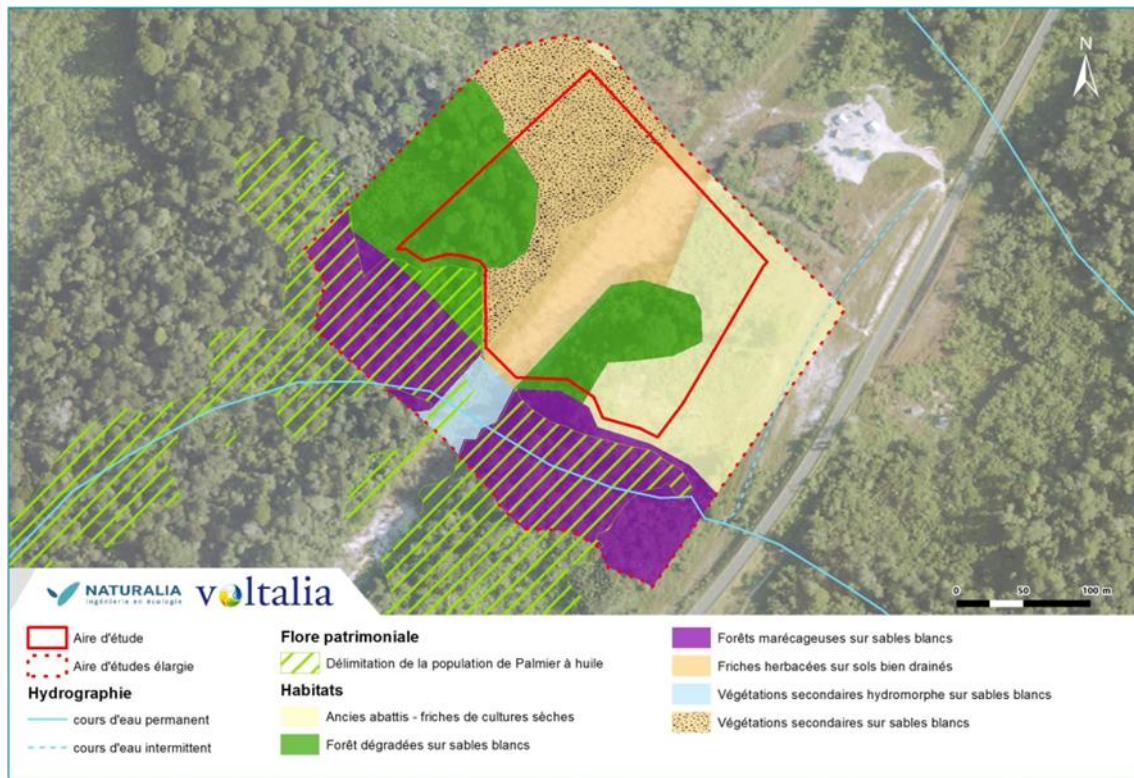 N
0 50 100 m
NATURALIA
ingénierie en écologie
voltalia
Aire d'étude
Aire d'études élargie
Hydrographie
cours d'eau permanent
cours d'eau intermittent
Flore patrimoniale
Délimitation de la population de Palmier à huile
Habitats
Ancies abattis - friches de cultures sèches
Forêt dégradées sur sables blancs
Forêts marécageuses sur sables blancs
Friches herbacées sur sols bien drainés
Végétations secondaires hydromorphe sur sables blancs
Végétations secondaires sur sables blancs